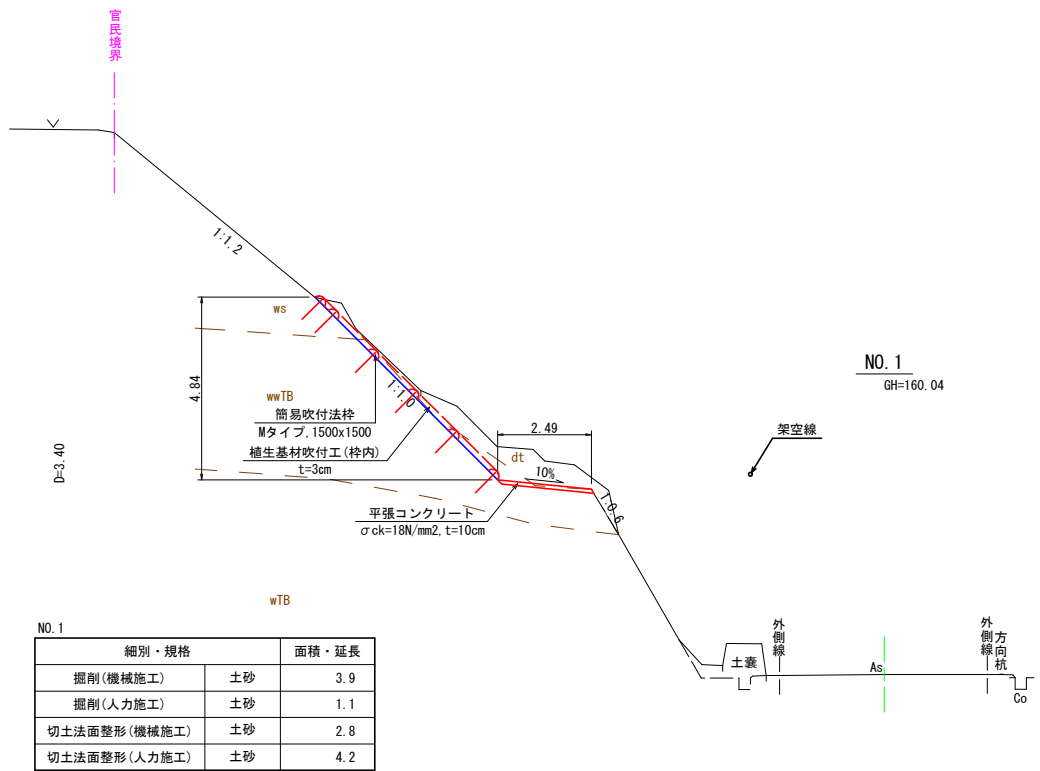 官民境界
1:1.2
ws
4.84
wwTB
簡易吹付法枠
Mタイプ,1500x1500
1:1.0
植生基材吹付工(枠内)
t=3cm
2.49
dt
10%
平張コンクリート
σck=18N/mm2,t=10cm
1:0.6
D=3.40
NO.1
GH=160.04
架空線
wTB
外側線
外側線
方向杭
土嚢
As
Co
NO.1
細別・規格 面積・延長
掘削(機械施工) 土砂 3.9
掘削(人力施工) 土砂 1.1
切土法面整形(機械施工) 土砂 2.8
切土法面整形(人力施工) 土砂 4.2